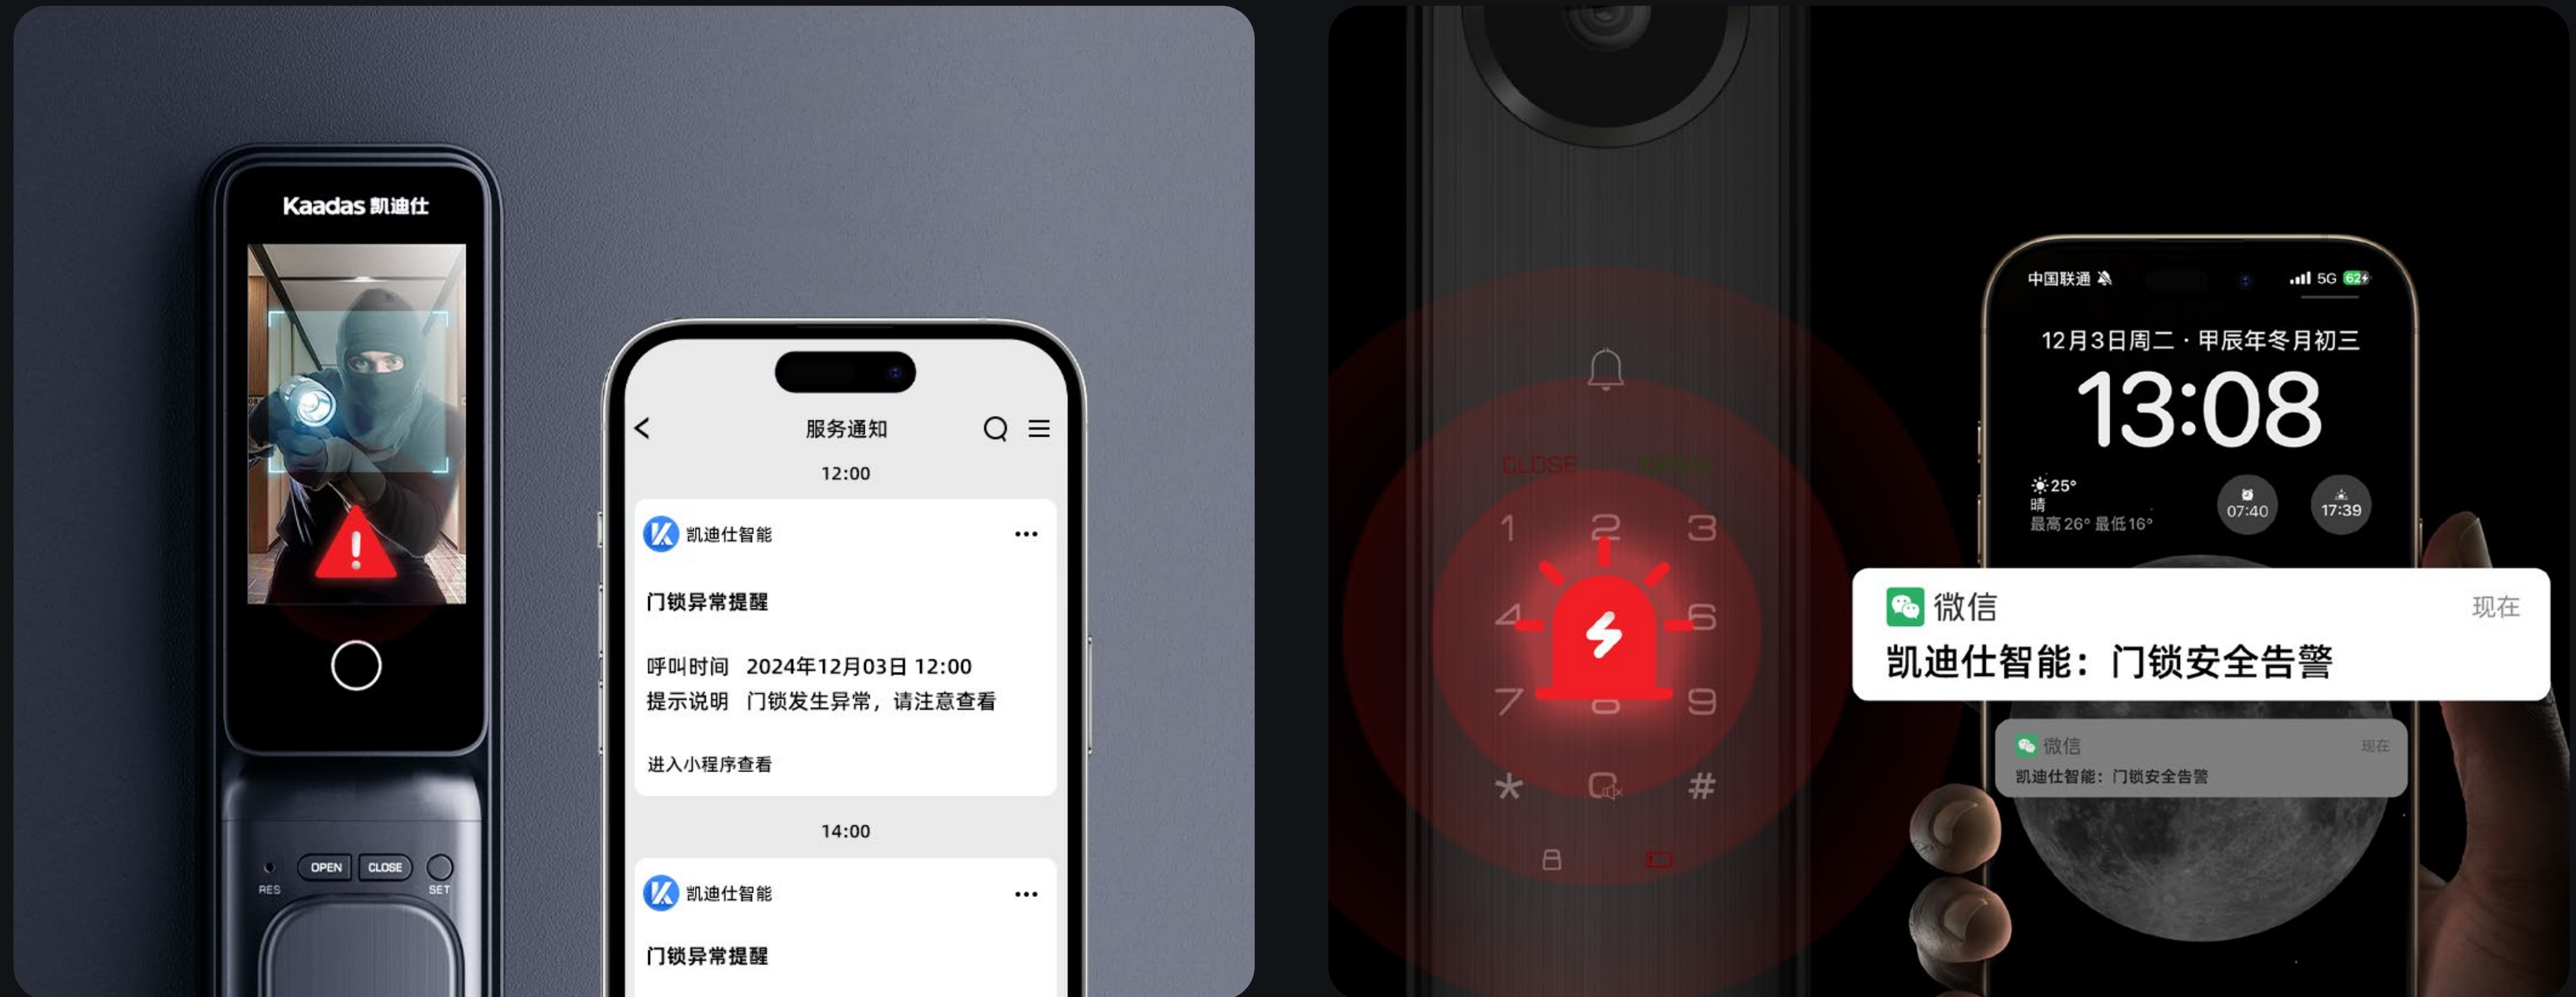 Kaadas 凯迪仕
OPEN
CLOSE
RES
SET
服务通知
12:00
凯迪仕智能
门锁异常提醒
呼叫时间 2024年12月03日 12:00
提示说明 门锁发生异常，请注意查看
进入小程序查看
14:00
凯迪仕智能
门锁异常提醒
CLOSE OPEN
1 2 3
4 6
7 8 9
* #
中国联通 5G 62
12月3日周二 · 甲辰年冬月初三
13:08
25°
晴
最高26° 最低16°
07:40
17:39
微信 现在
凯迪仕智能：门锁安全告警
微信 现在
凯迪仕智能：门锁安全告警